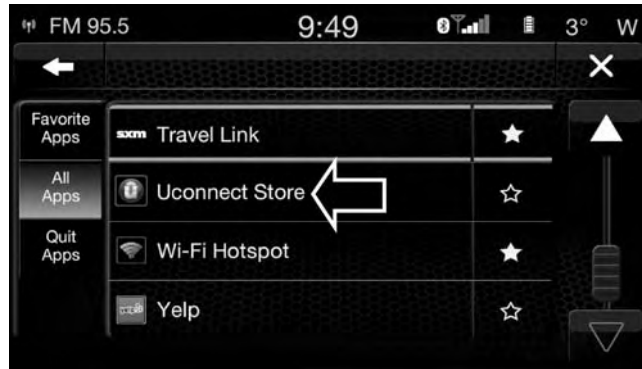 FM 95.5 9:49 3° W
Favorite
Apps
sxm Travel Link
All
Apps
Uconnect Store
Quit
Apps
Wi-Fi Hotspot
Yelp